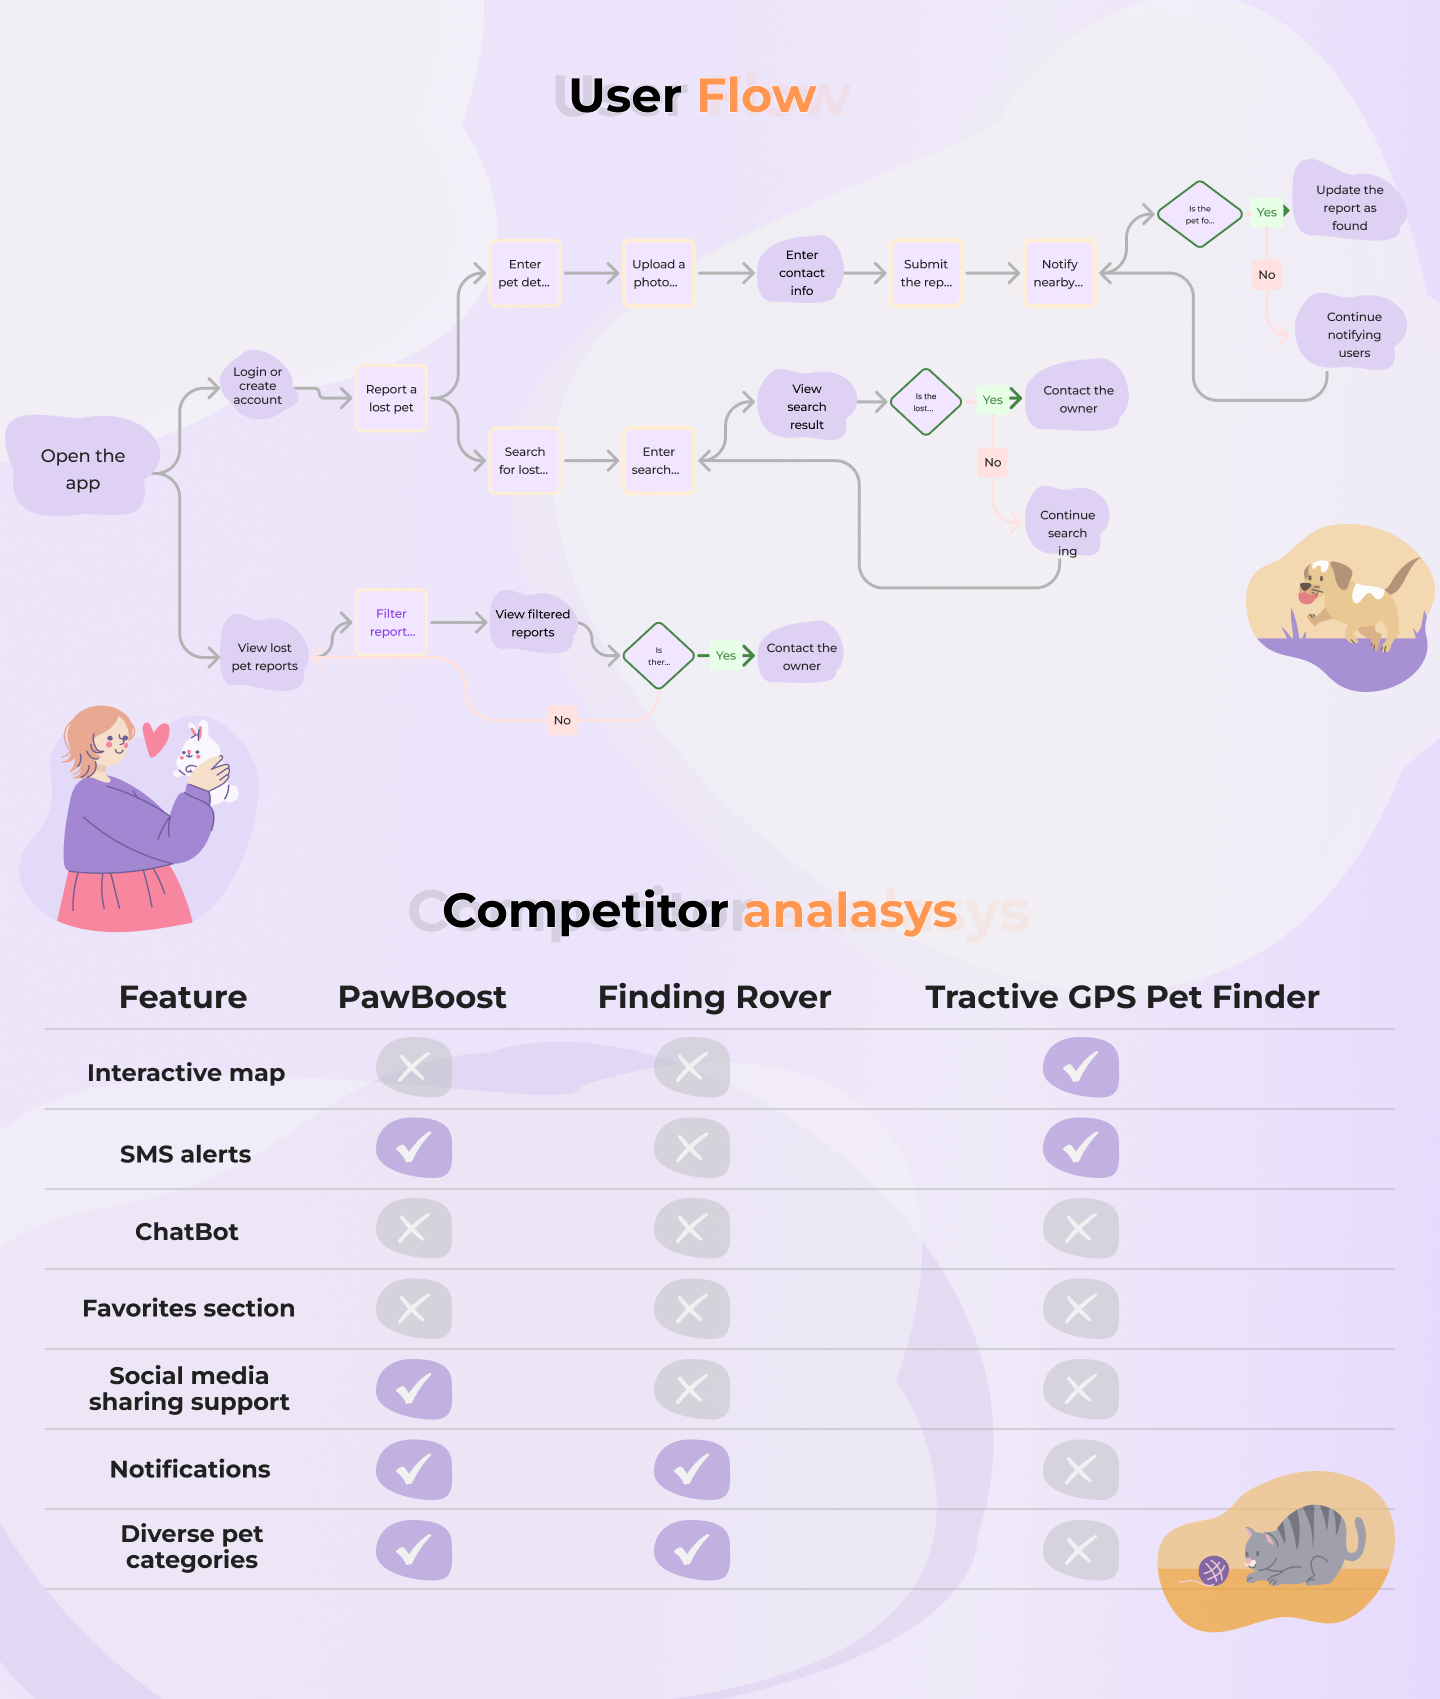 User Flow
Open the
app
Login or
create
account
Report a
lost pet
Enter
pet det...
Upload a
photo...
Enter
contact
info
Submit
the rep...
Notify
nearby...
Is the
pet fo...
Yes
Update the
report as
found
No
Continue
notifying
users
Search
for lost...
Enter
search...
View
search
result
Is the
lost...
Yes
Contact the
owner
No
Continue
search
ing
View lost
pet reports
Filter
report...
View filtered
reports
Is
ther...
Yes
Contact the
owner
No
Competitor analasys
Feature PawBoost Finding Rover Tractive GPS Pet Finder
Interactive map
SMS alerts
ChatBot
Favorites section
Social media
sharing support
Notifications
Diverse pet
categories